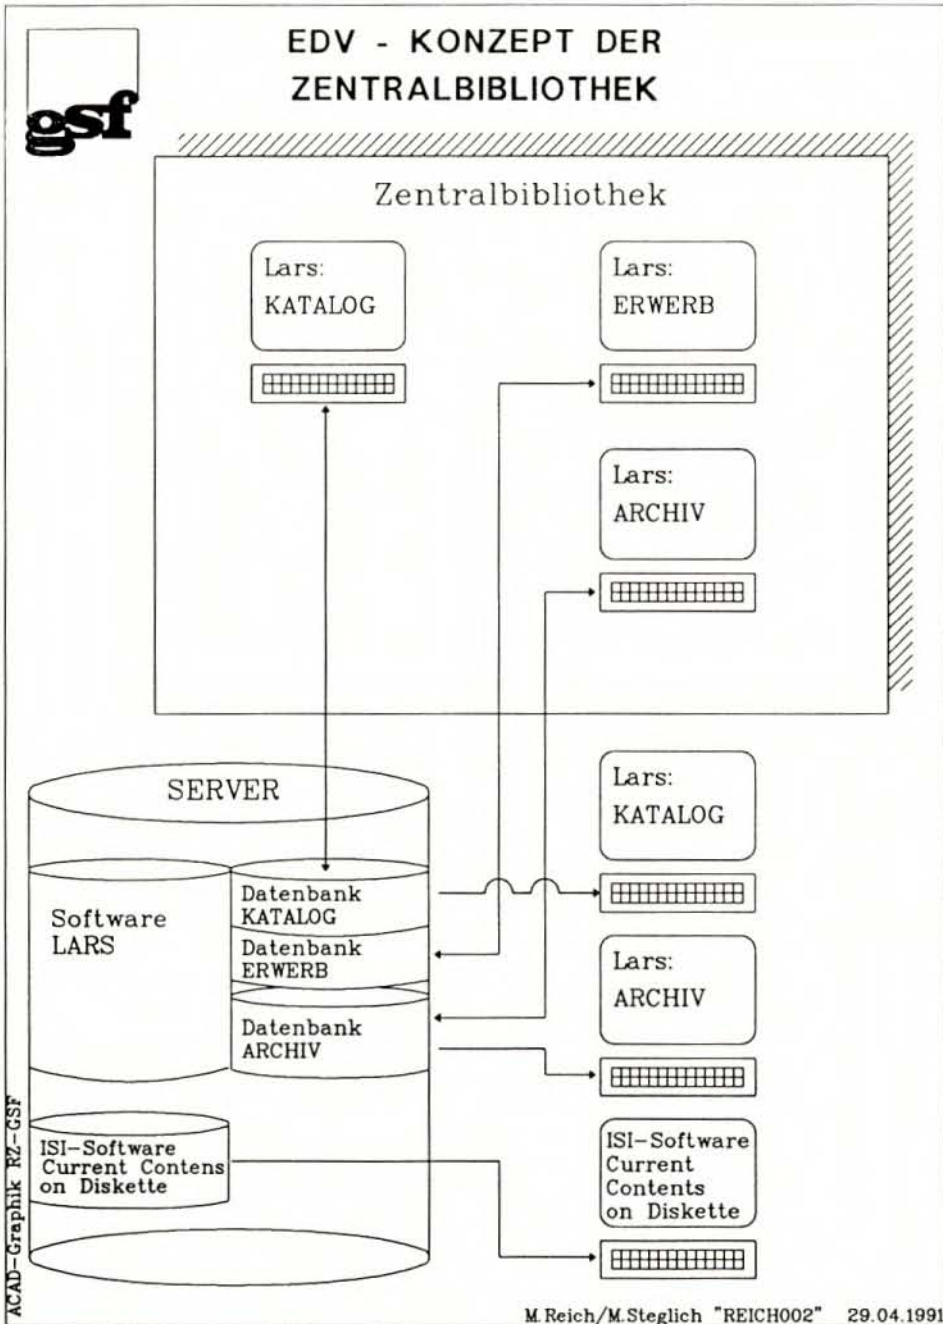 EDV - KONZEPT DER
ZENTRALBIBLIOTHEK
gsf
Zentralbibliothek
Lars:
KATALOG
Lars:
ERWERB
Lars:
ARCHIV
SERVER
Software
LARS
Datenbank
KATALOG
Datenbank
ERWERB
Datenbank
ARCHIV
ISI-Software
Current Contens
on Diskette
Lars:
KATALOG
Lars:
ARCHIV
ISI-Software
Current
Contents
on Diskette
ACAD-Graphik RZ-GSF
M.Reich/M.Steglich "REICH002" 29.04.1991